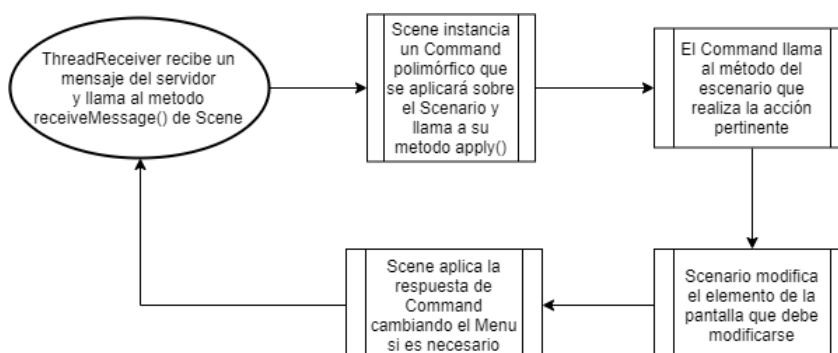 ThreadReceiver recibe un
mensaje del servidor
y llama al metodo
receiveMessage() de Scene
Scene instancia
un Command
polimórfico que
se aplicará sobre
el Scenario y
llama a su
metodo apply()
El Command llama
al método del
escenario que
realiza la acción
pertinente
Scenario modifica
el elemento de la
pantalla que debe
modificarse
Scene aplica la
respuesta de
Command
cambiando el Menu
si es necesario